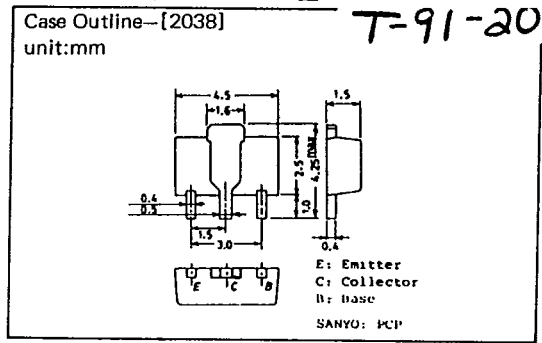 Case Outline—[2038]
T-91-20
unit:mm
4.5
1.6
1.5
2.5
4.25max
1.0
0.4
0.5
1.5
3.0
0.4
E: Emitter
C: Collector
B: Base
E C B
SANYO: PCP